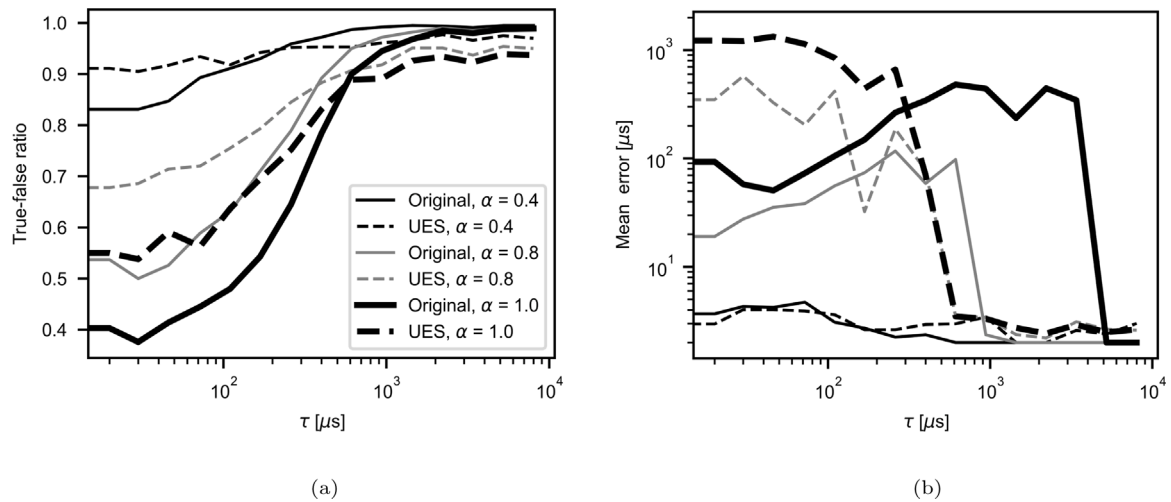 1.0
0.9
0.8
0.7
0.6
0.5
0.4
True-false ratio
Original, α = 0.4
UES, α = 0.4
Original, α = 0.8
UES, α = 0.8
Original, α = 1.0
UES, α = 1.0
10²
10³
10⁴
τ [μs]
(a)
10³
10²
10¹
Mean error [μs]
10²
10³
10⁴
τ [μs]
(b)